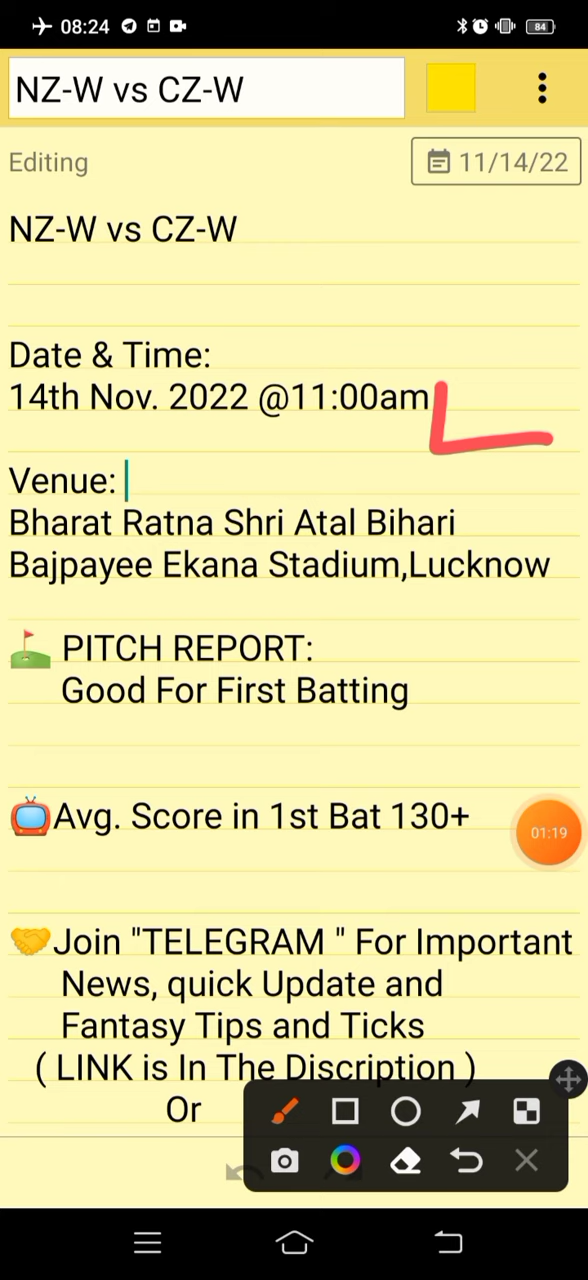 08:24
84
NZ-W vs CZ-W
Editing
11/14/22
NZ-W vs CZ-W
Date & Time:
14th Nov. 2022 @11:00am
Venue:
Bharat Ratna Shri Atal Bihari
Bajpayee Ekana Stadium,Lucknow
⛳ PITCH REPORT:
Good For First Batting
📺Avg. Score in 1st Bat 130+
01:19
🤝Join "TELEGRAM " For Important
News, quick Update and
Fantasy Tips and Ticks
( LINK is In The Discription )
Or